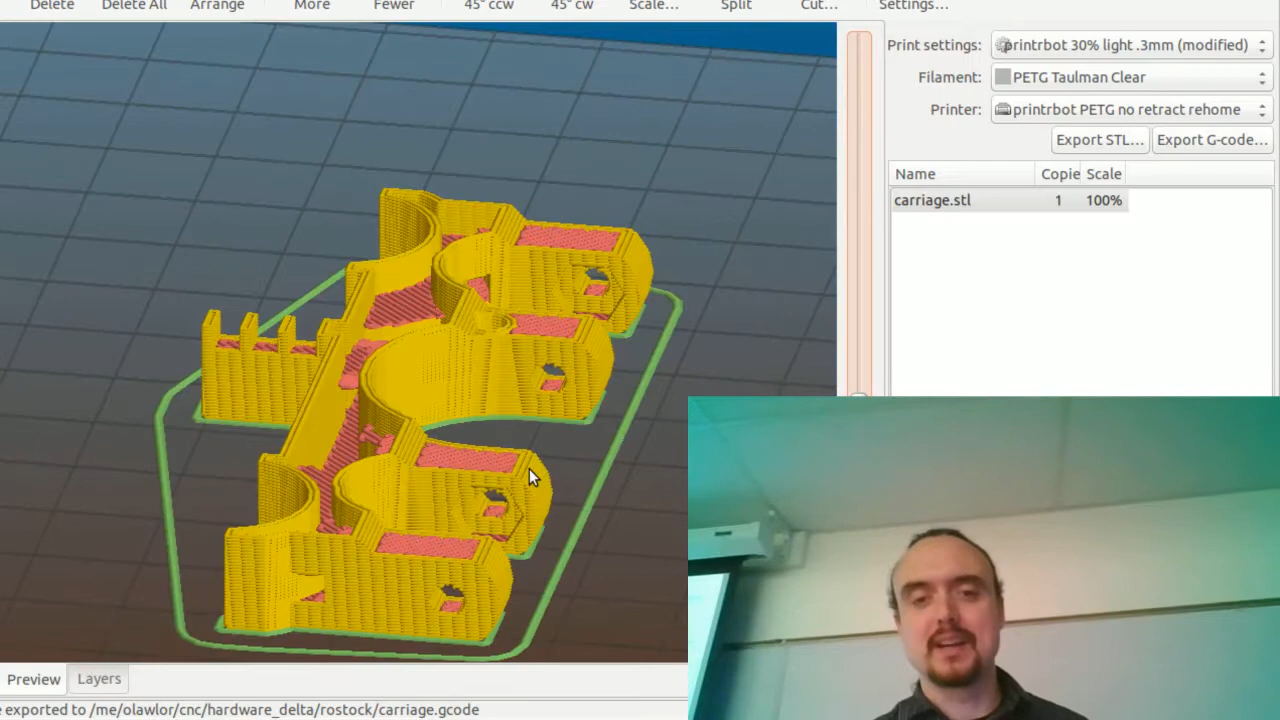 Delete Delete All Arrange More Fewer 45° ccw 45° cw Scale... Split Cut... Settings...
Print settings: printrbot 30% light .3mm (modified)
Filament: PETG Taulman Clear
Printer: printrbot PETG no retract rehome
Export STL... Export G-code...
Name Copie Scale
carriage.stl 1 100%
Preview Layers
e exported to /me/olawlor/cnc/hardware_delta/rostock/carriage.gcode